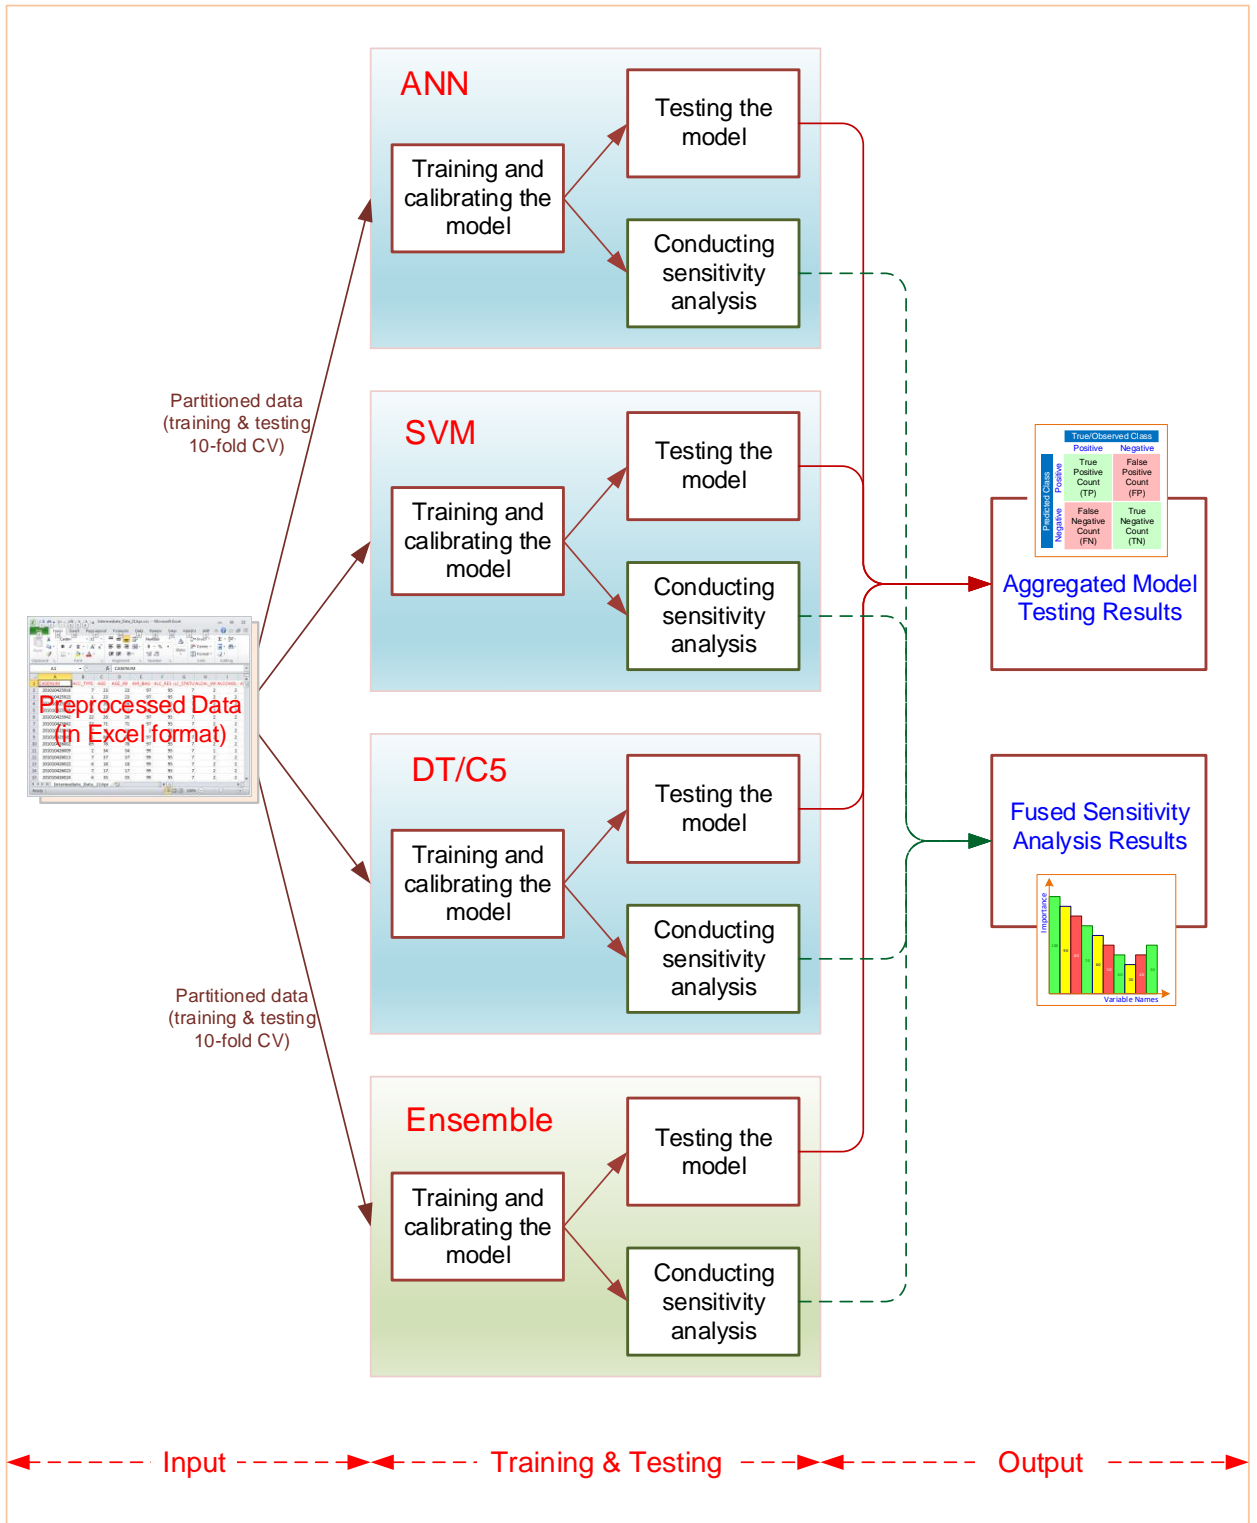 ANN
Testing the
model
Training and
calibrating the
model
Conducting
sensitivity
analysis
Partitioned data
(training & testing
10-fold CV)
SVM
Testing the
model
Training and
calibrating the
model
Conducting
sensitivity
analysis
True/Observed Class
Positive Negative
Predicted Class
Positive
Negative
True
Positive
Count
(TP)
False
Positive
Count
(FP)
False
Negative
Count
(FN)
True
Negative
Count
(TN)
Aggregated Model
Testing Results
Preprocessed Data
(in Excel format)
DT/C5
Testing the
model
Training and
calibrating the
model
Conducting
sensitivity
analysis
Fused Sensitivity
Analysis Results
Importance
Variable Names
Partitioned data
(training & testing
10-fold CV)
Ensemble
Testing the
model
Training and
calibrating the
model
Conducting
sensitivity
analysis
Input
Training & Testing
Output